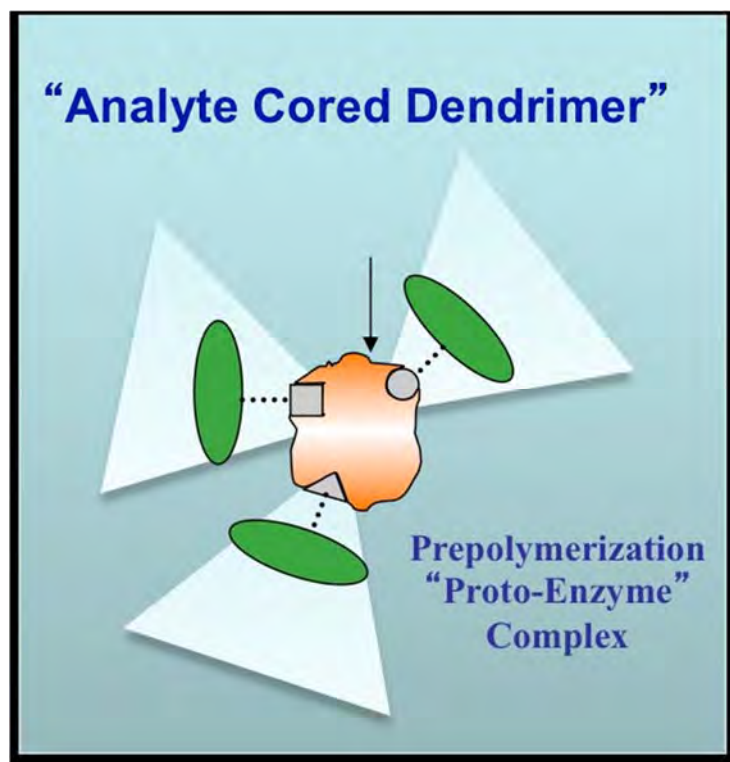 “Analyte Cored Dendrimer”
Prepolymerization
“Proto-Enzyme”
Complex